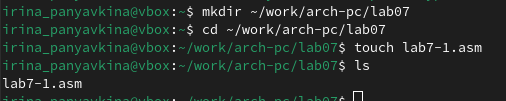 irina_panyavkina@vbox:~$ mkdir ~/work/arch-pc/lab07
irina_panyavkina@vbox:~$ cd ~/work/arch-pc/lab07
irina_panyavkina@vbox:~/work/arch-pc/lab07$ touch lab7-1.asm
irina_panyavkina@vbox:~/work/arch-pc/lab07$ ls
lab7-1.asm
irina_panyavkina@vbox:~/work/arch-pc/lab07$